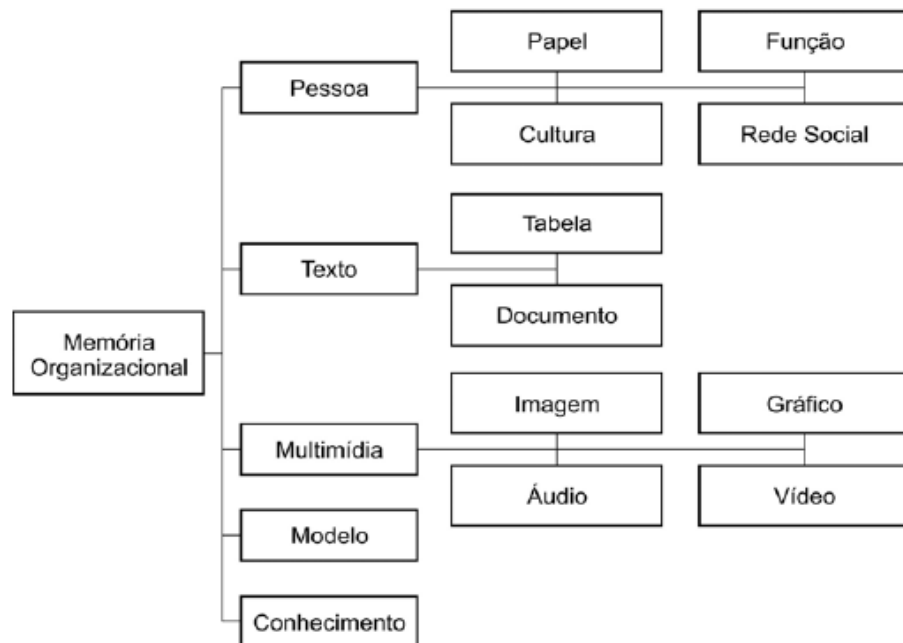 Papel
Função
Pessoa
Cultura
Rede Social
Tabela
Texto
Documento
Memória
Organizacional
Imagem
Gráfico
Multimídia
Áudio
Vídeo
Modelo
Conhecimento